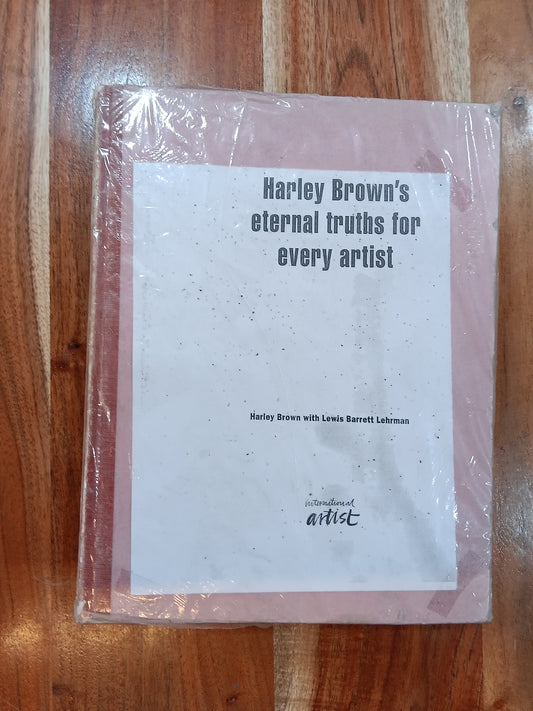 Harley Brown's
eternal truths for
every artist
Harley Brown with Lewis Barrett Lehrman
international
artist